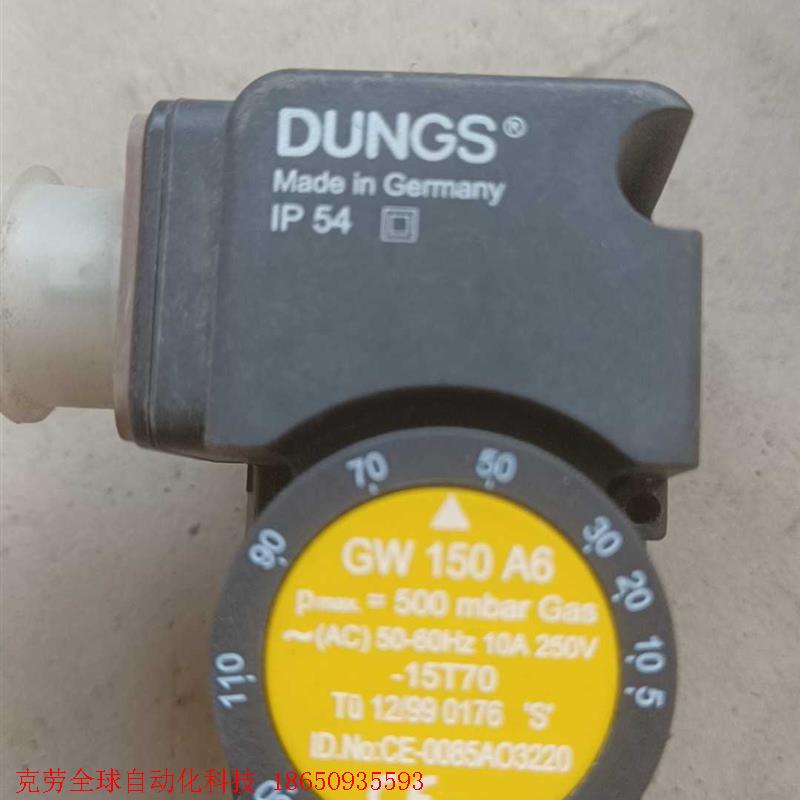 DUNGS®
Made in Germany
IP 54
70 50
90 30
20
110 10
5
GW 150 A6
pmax. = 500 mbar Gas
~(AC) 50-60Hz 10A 250V
-15T70
Tü 12/99 0176 'S'
ID.No:CE-0085AO3220
克劳全球自动化科技 18650935593